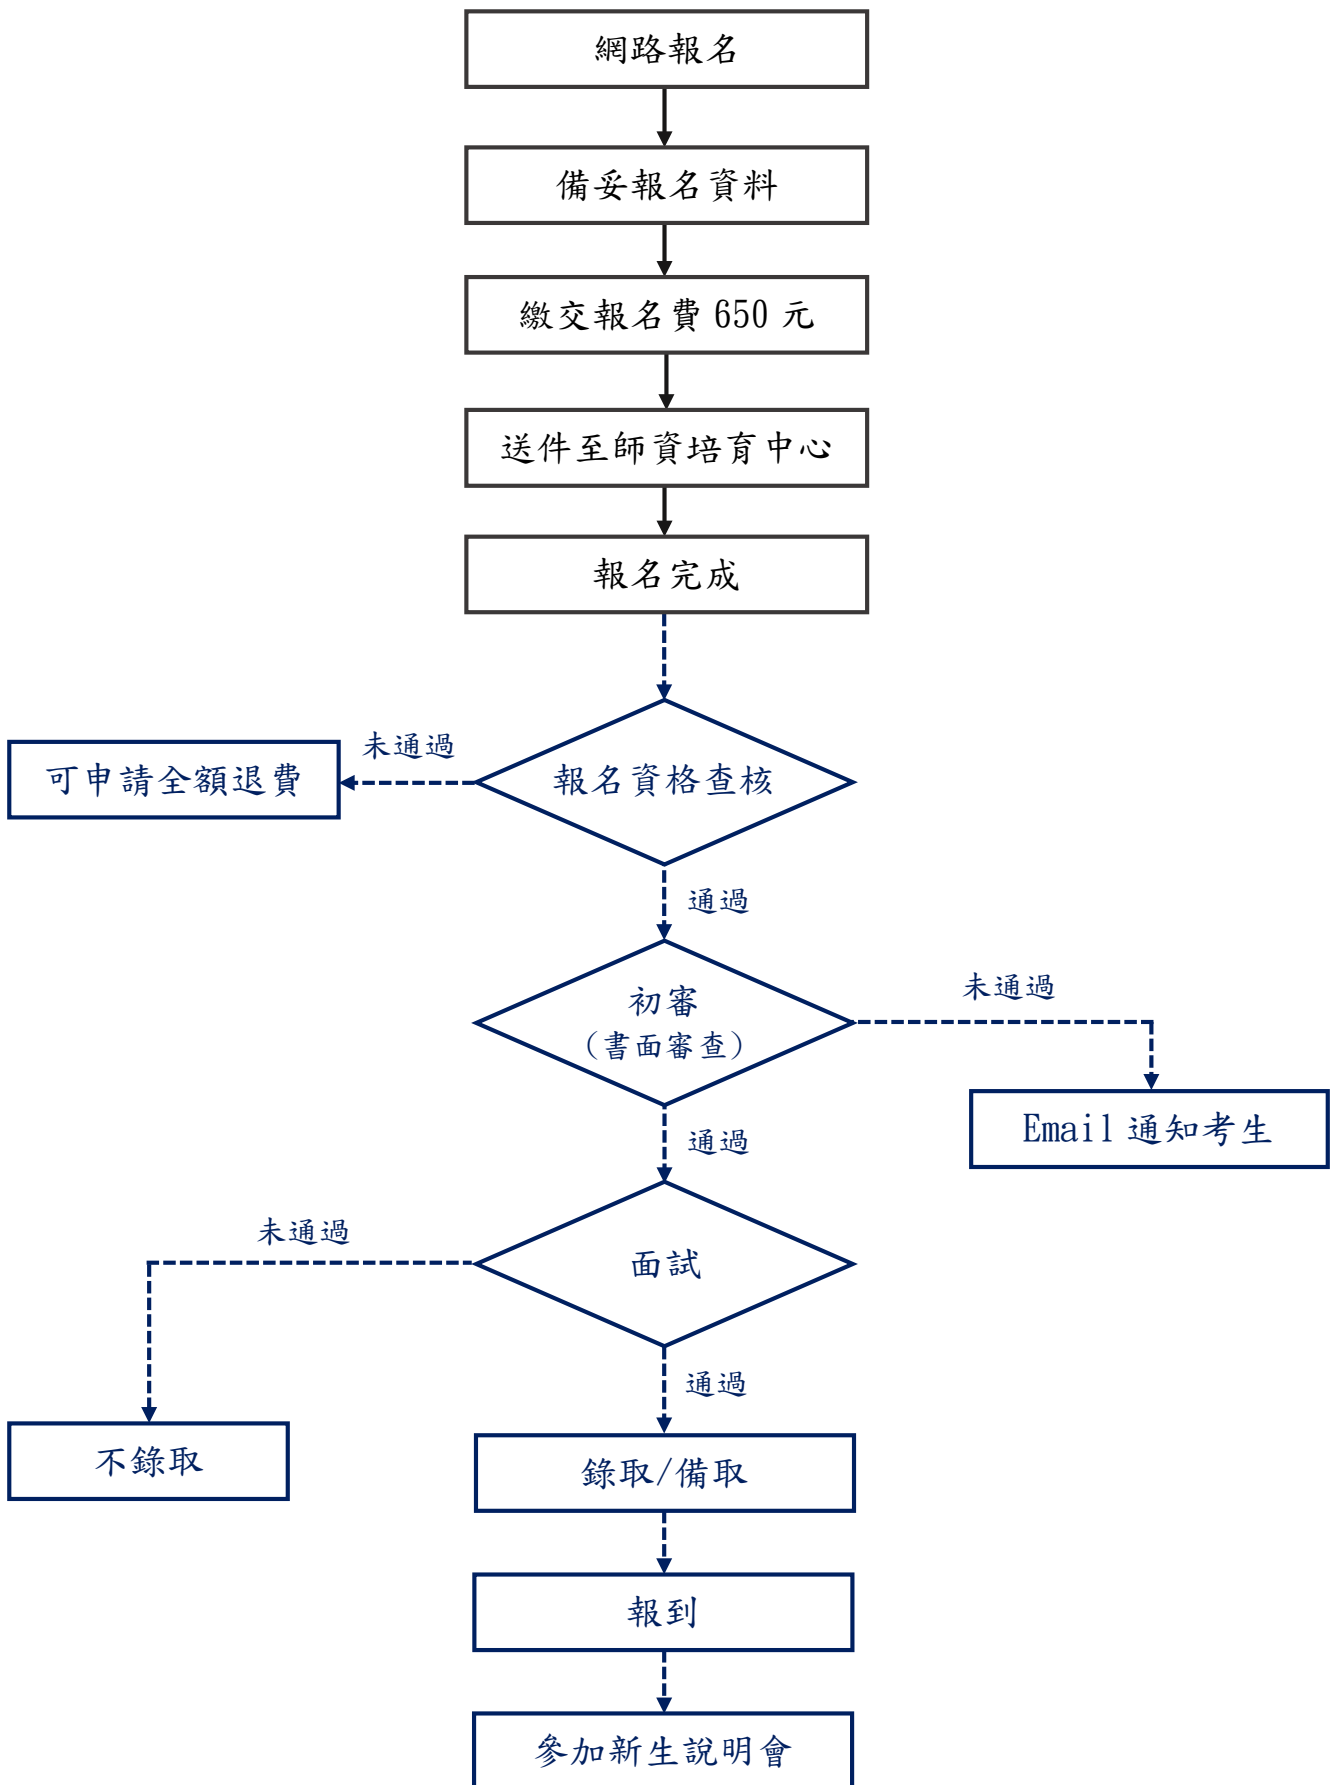 網路報名
備妥報名資料
繳交報名費 650 元
送件至師資培育中心
報名完成
未通過
可申請全額退費
報名資格查核
通過
初審
(書面審查)
未通過
Email 通知考生
通過
未通過
面試
通過
不錄取
錄取/備取
報到
參加新生說明會